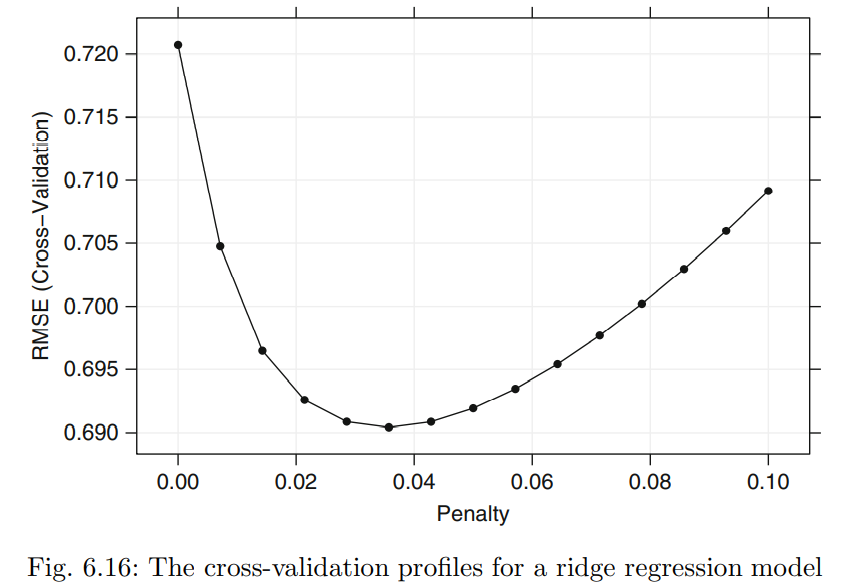 0.720
0.715
0.710
0.705
0.700
0.695
0.690
RMSE (Cross−Validation)
0.00 0.02 0.04 0.06 0.08 0.10
Penalty
Fig. 6.16: The cross-validation profiles for a ridge regression model